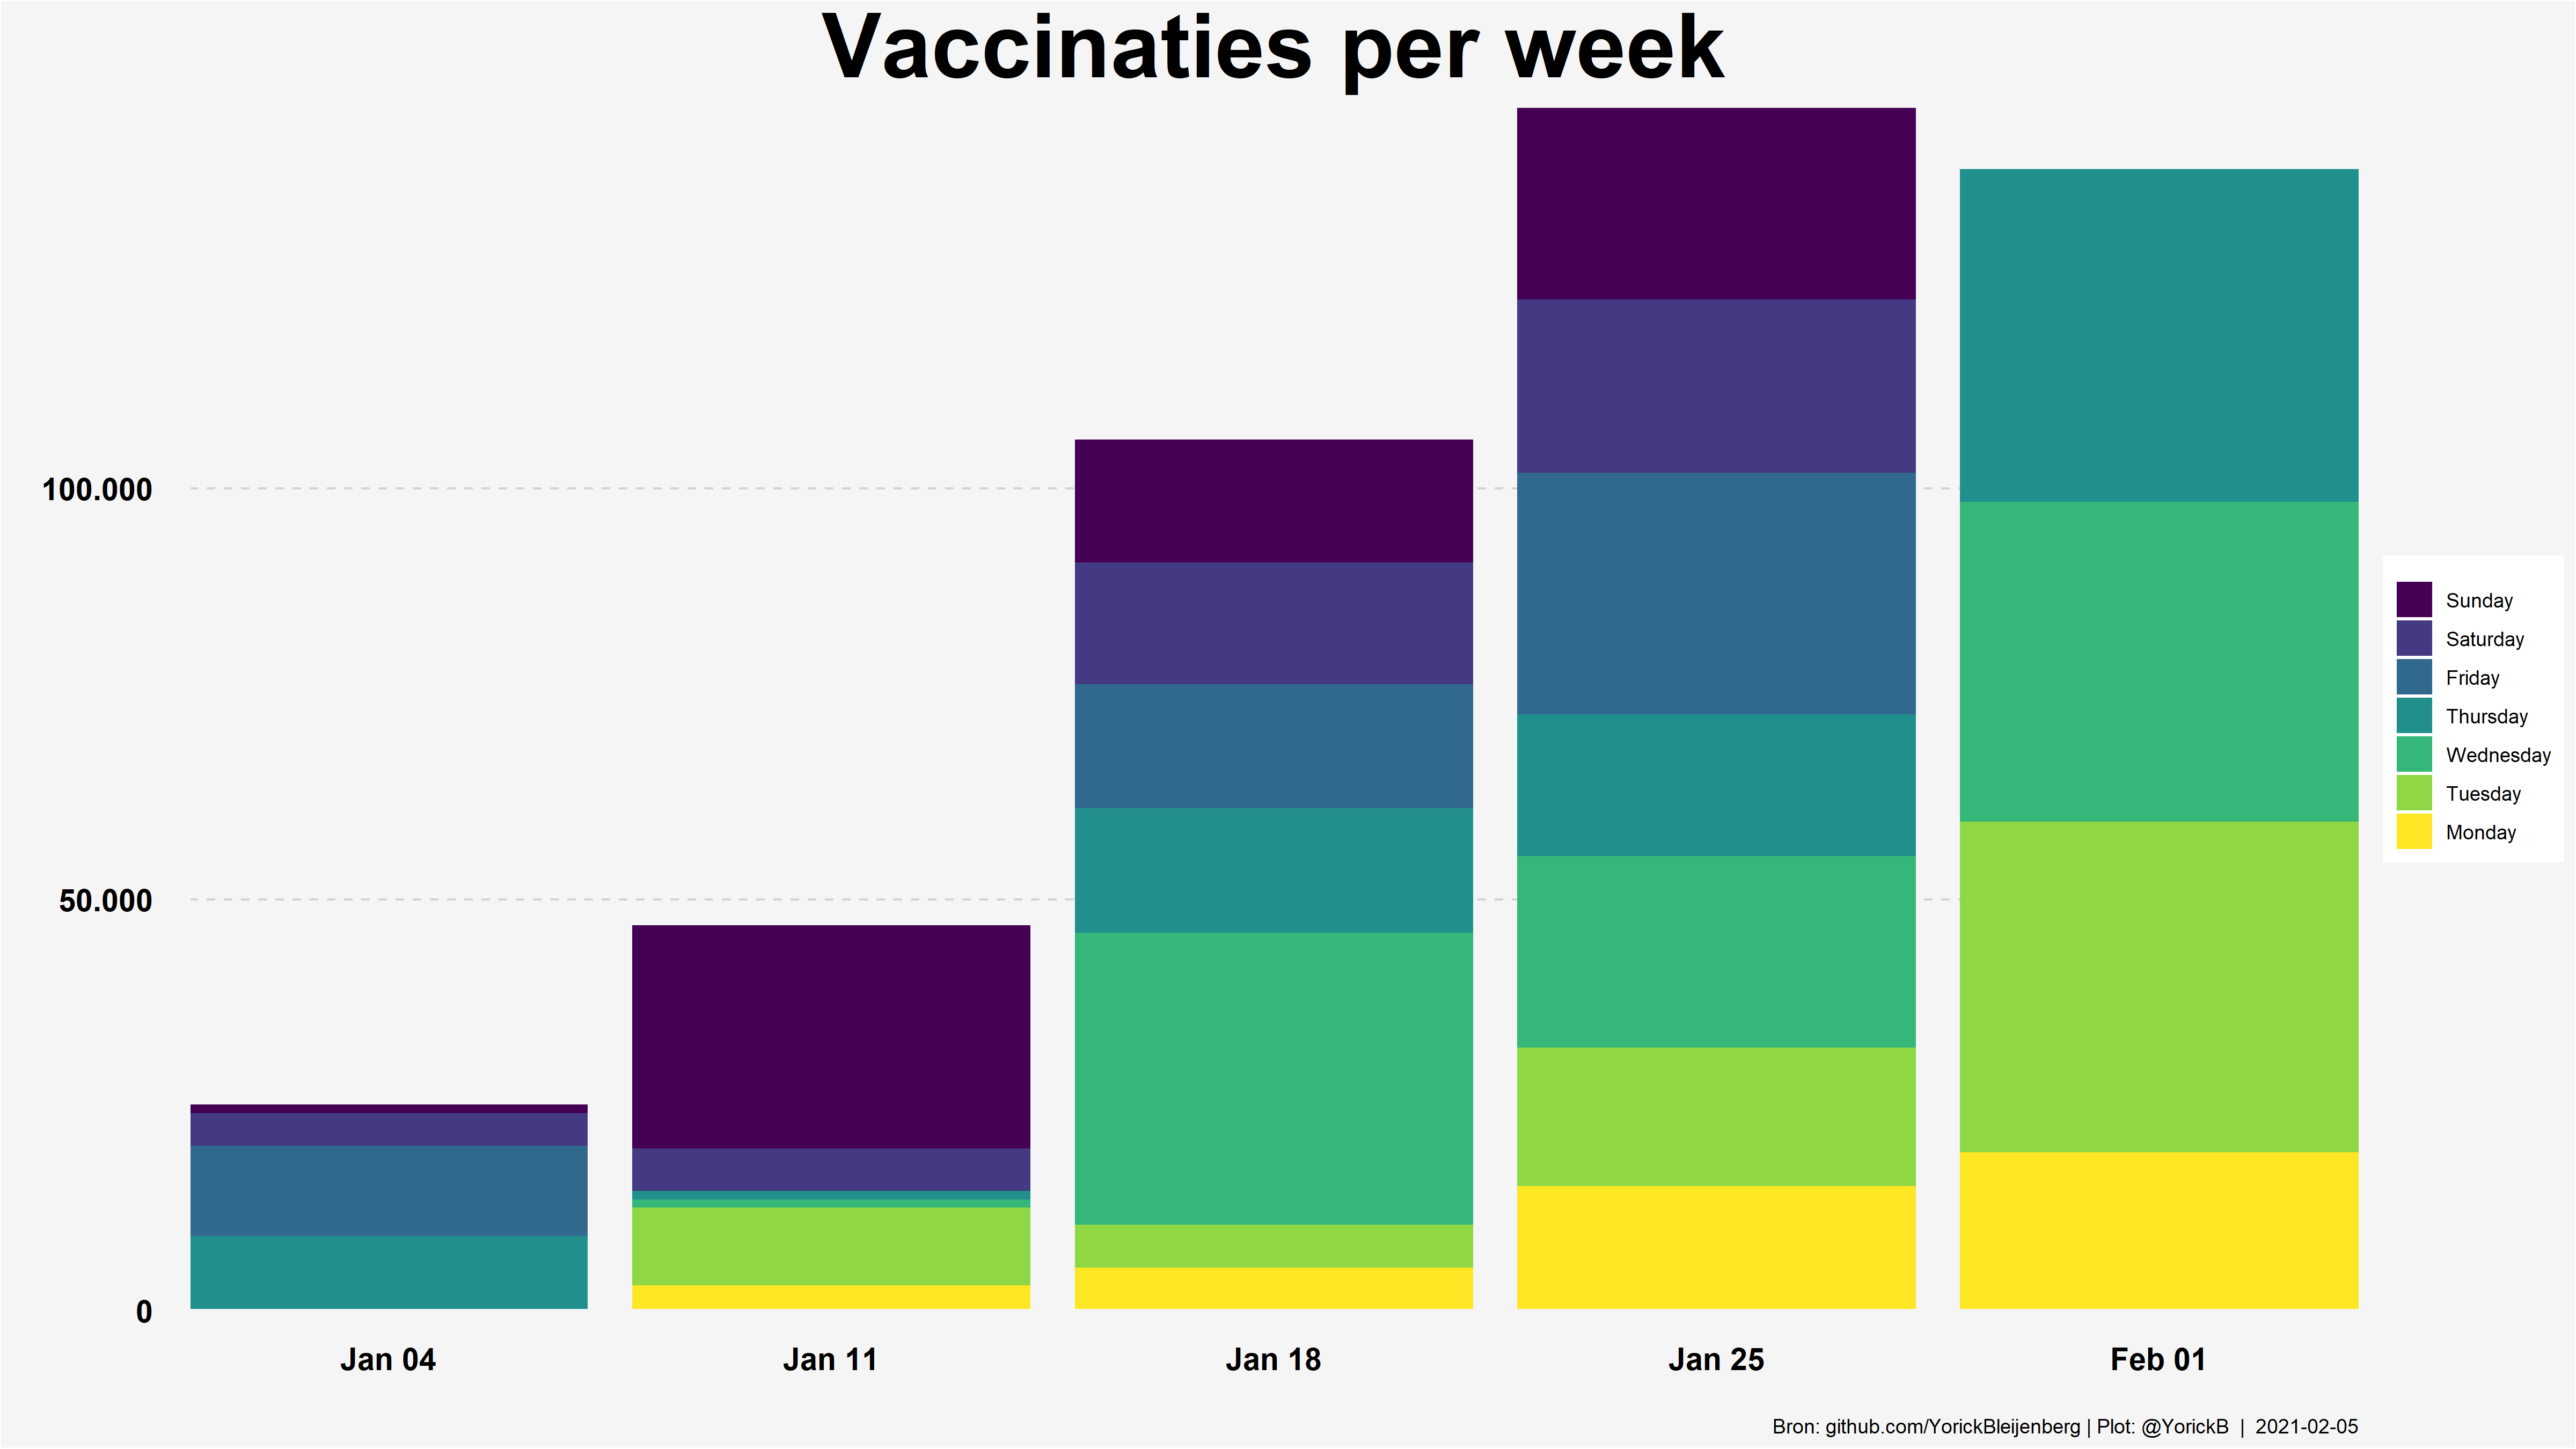 Vaccinaties per week
100.000
50.000
0
Jan 04
Jan 11
Jan 18
Jan 25
Feb 01
Sunday
Saturday
Friday
Thursday
Wednesday
Tuesday
Monday
Bron: github.com/YorickBleijenberg | Plot: @YorickB | 2021-02-05